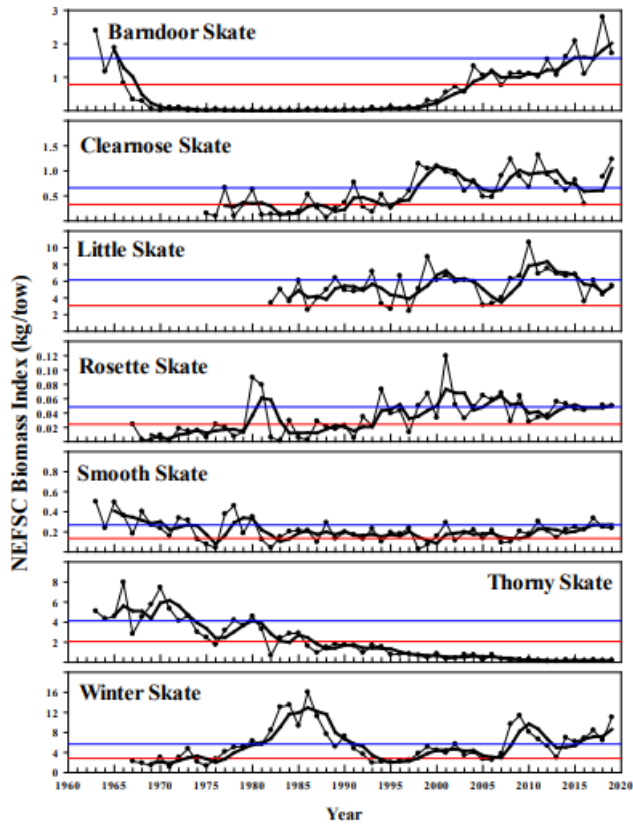 Barndoor Skate
3
2
1
Clearnose Skate
1.5
1.0
0.5
Little Skate
10
8
6
4
2
Rosette Skate
0.12
0.10
0.08
0.06
0.04
0.02
Smooth Skate
0.8
0.6
0.4
0.2
Thorny Skate
8
6
4
2
Winter Skate
16
12
8
4
NEFSC Biomass Index (kg/tow)
1960 1965 1970 1975 1980 1985 1990 1995 2000 2005 2010 2015 2020
Year